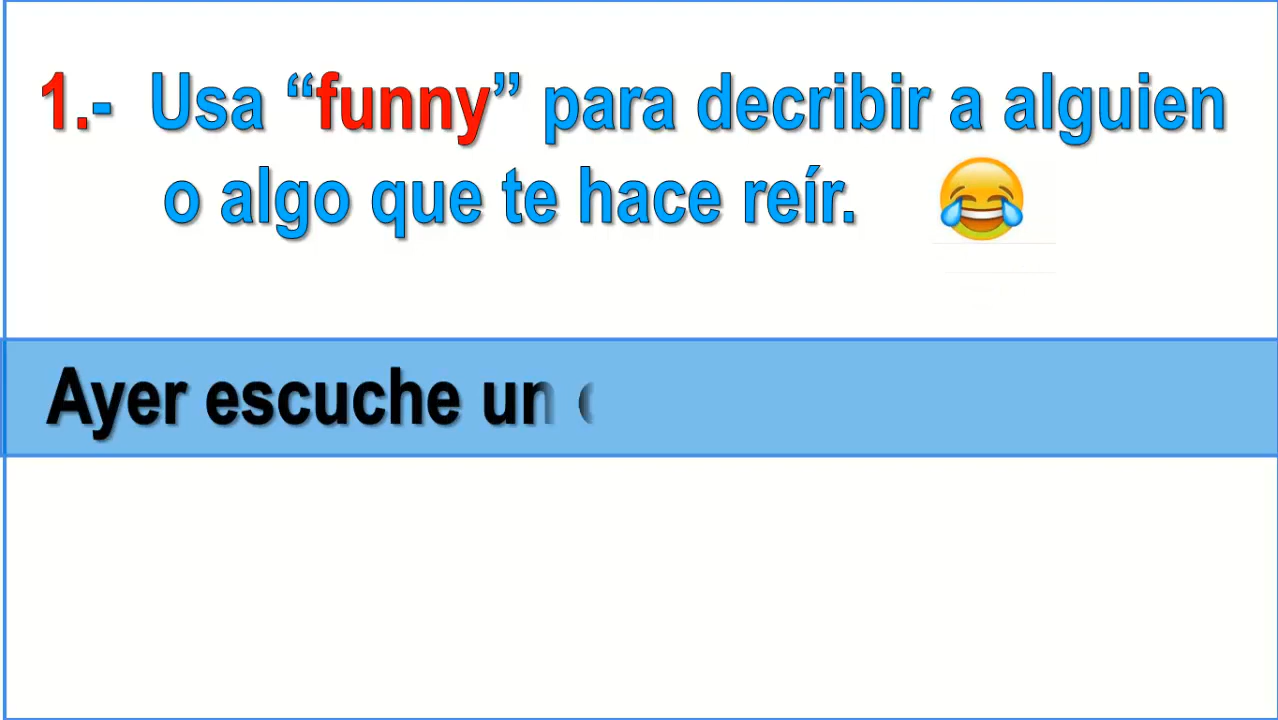 1.- Usa “funny” para decribir a alguien
o algo que te hace reír.
Ayer escuche un